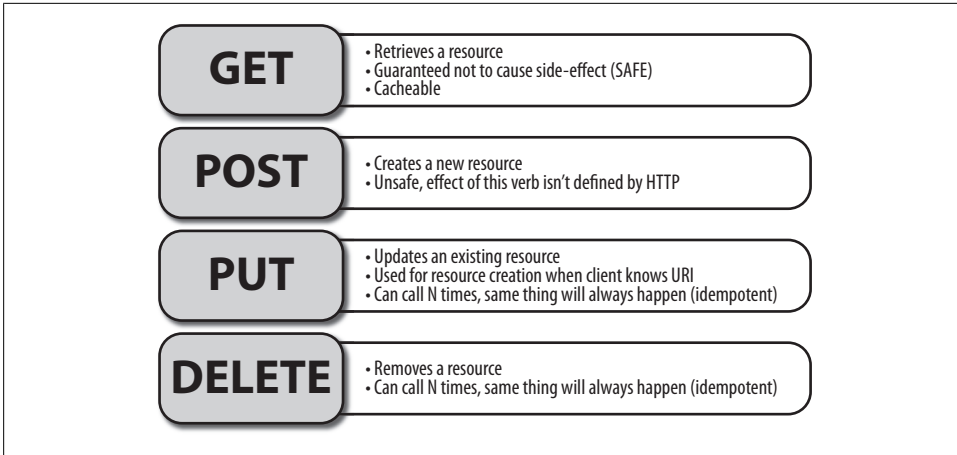 GET
• Retrieves a resource
• Guaranteed not to cause side-effect (SAFE)
• Cacheable
POST
• Creates a new resource
• Unsafe, effect of this verb isn’t defined by HTTP
PUT
• Updates an existing resource
• Used for resource creation when client knows URI
• Can call N times, same thing will always happen (idempotent)
DELETE
• Removes a resource
• Can call N times, same thing will always happen (idempotent)